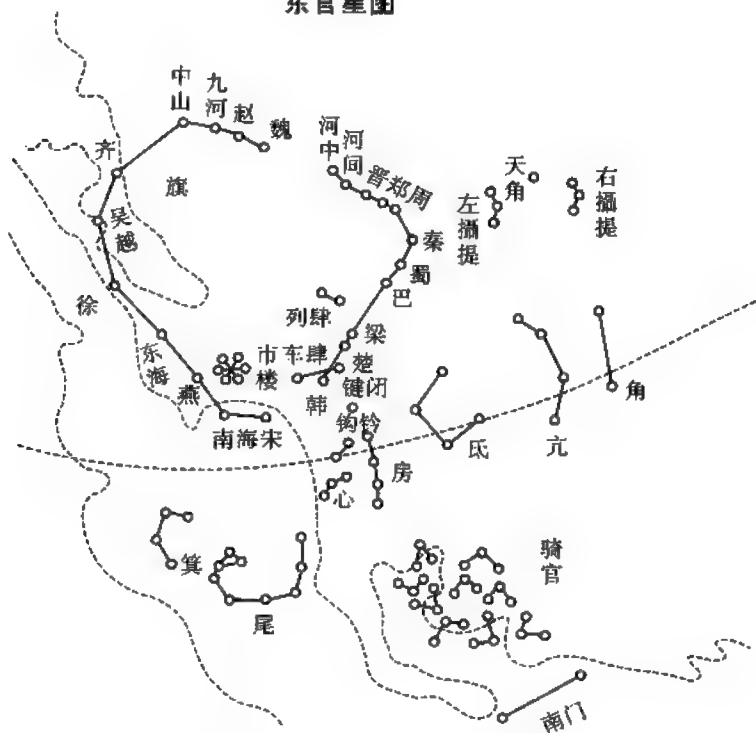 东官星图
中山
九河
赵
魏
齐
旗
吴越
徐
东海
燕
南海宋
市楼
车肆
列肆
河中
河间
晋郑周
秦
蜀
巴
梁
楚
韩
键闭
钩钤
房
心
天角
左攝提
右攝提
角
亢
氐
箕
尾
骑官
南门